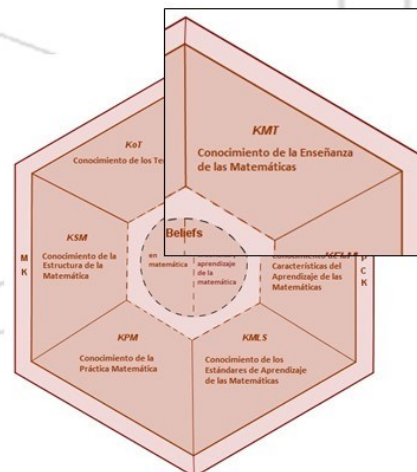 KMT
Conocimiento de la Enseñanza
de las Matemáticas
KoT
Conocimiento de los
Beliefs
en
matemática
aprendizaje
de la
matemática
MK
KSM
Conocimiento de la
Estructura de la
Matemática
Características del
Aprendizaje de las
Matemáticas
PCK
KPM
Conocimiento de la
Práctica Matemática
KMLS
Conocimiento de los
Estándares de Aprendizaje
de las Matemáticas